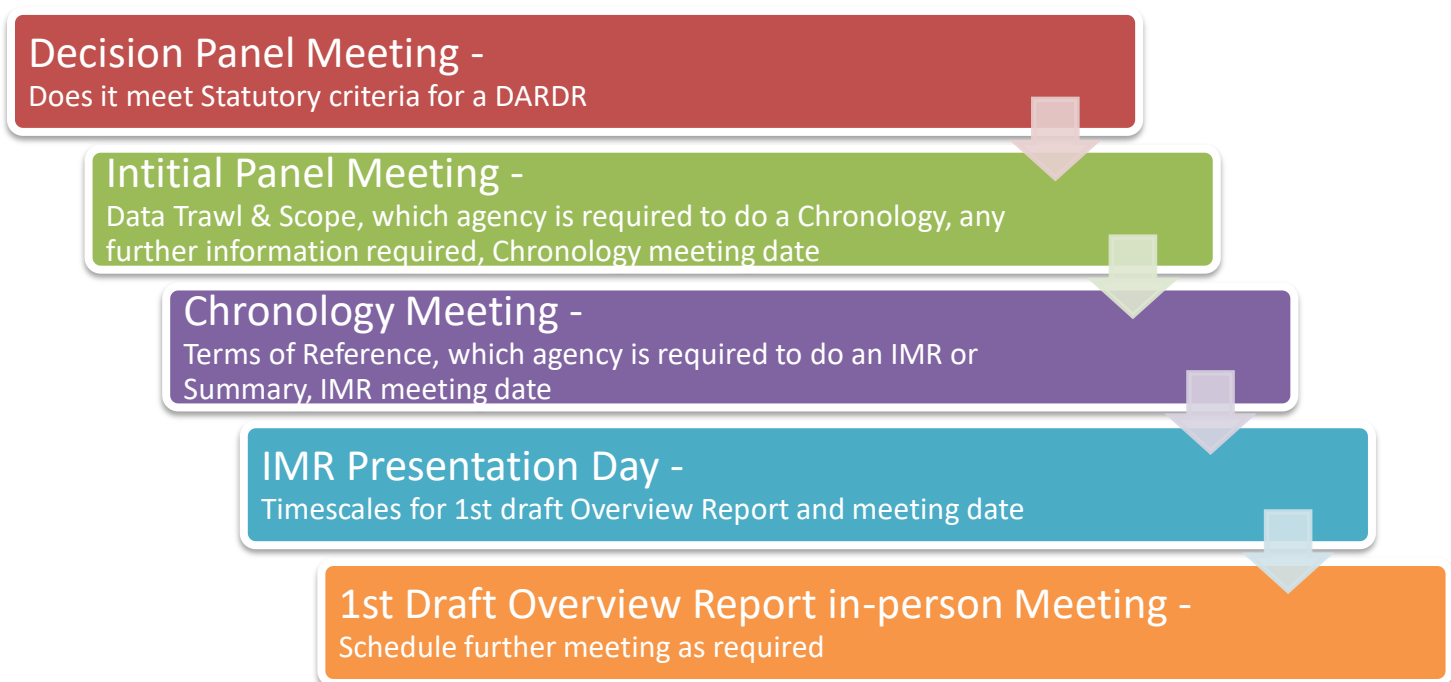 Decision Panel Meeting -
Does it meet Statutory criteria for a DARDR
Intitial Panel Meeting -
Data Trawl & Scope, which agency is required to do a Chronology, any
further information required, Chronology meeting date
Chronology Meeting -
Terms of Reference, which agency is required to do an IMR or
Summary, IMR meeting date
IMR Presentation Day -
Timescales for 1st draft Overview Report and meeting date
1st Draft Overview Report in-person Meeting -
Schedule further meeting as required